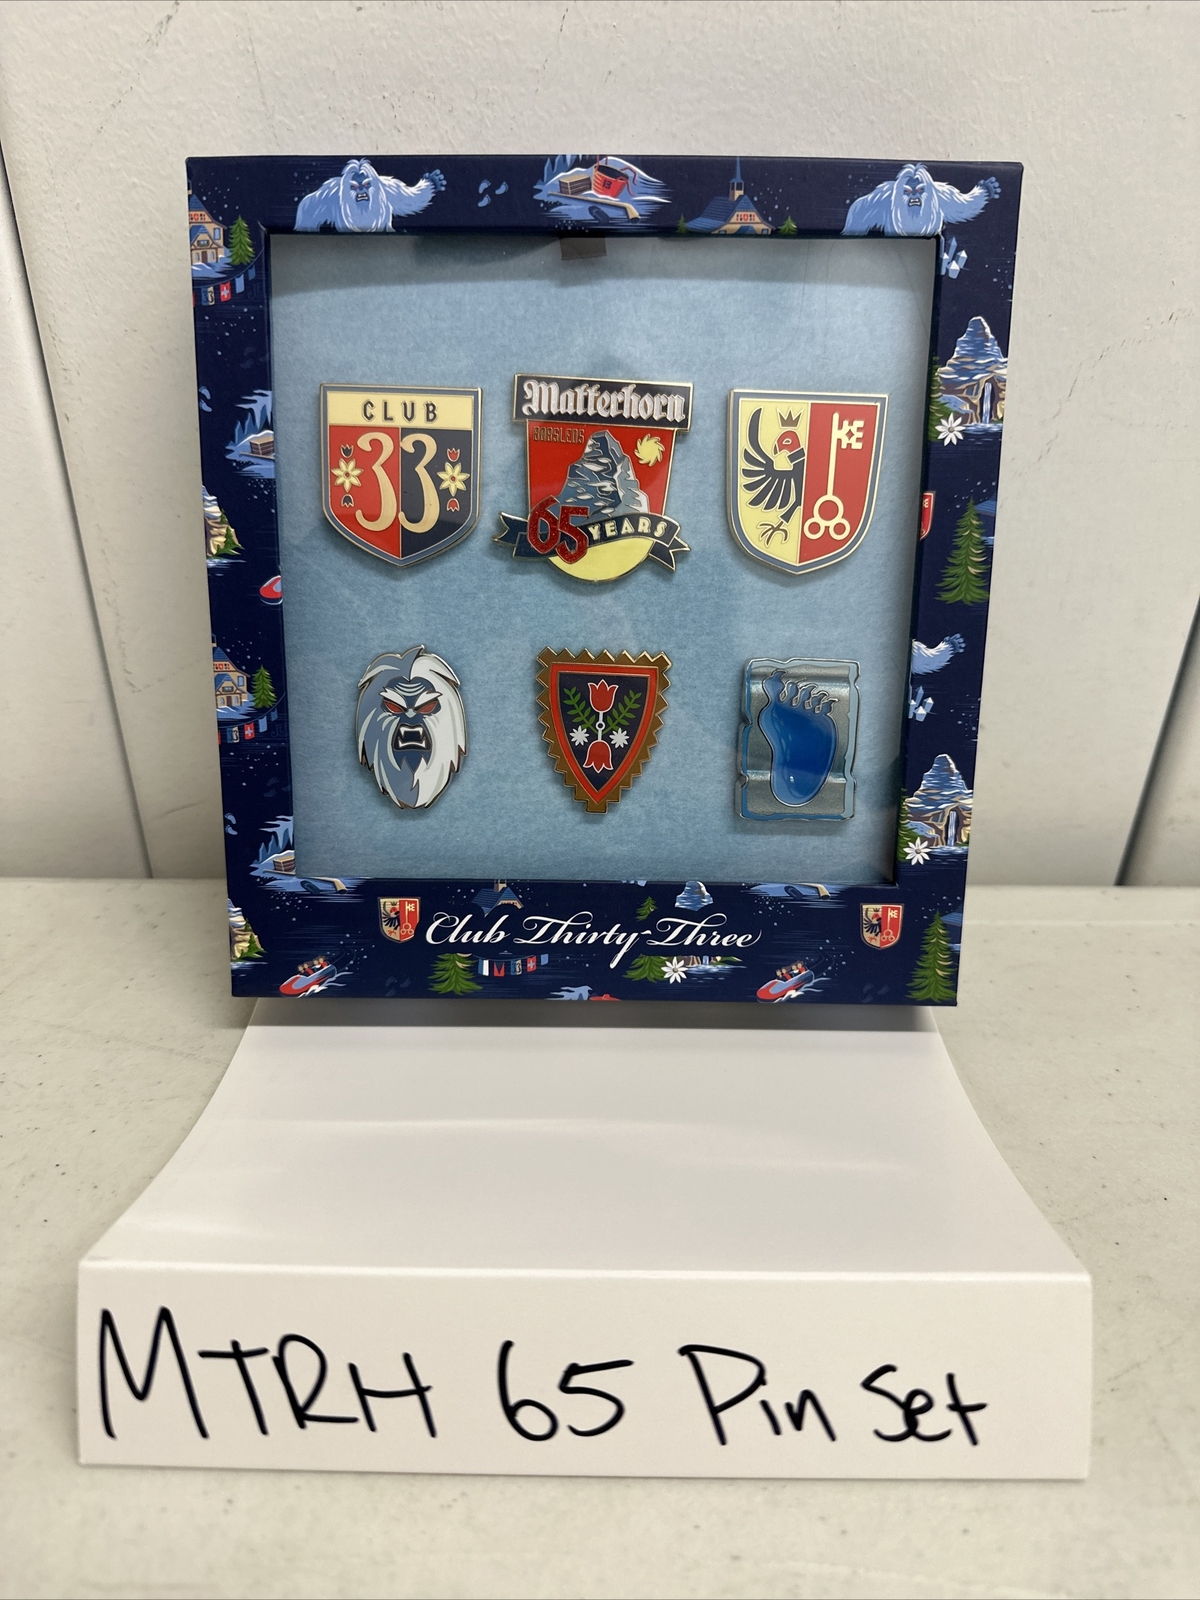 CLUB
33
Matterhorn
BOBSLEDS
65 YEARS
Club Thirty-Three
MTRH 65 Pin Set